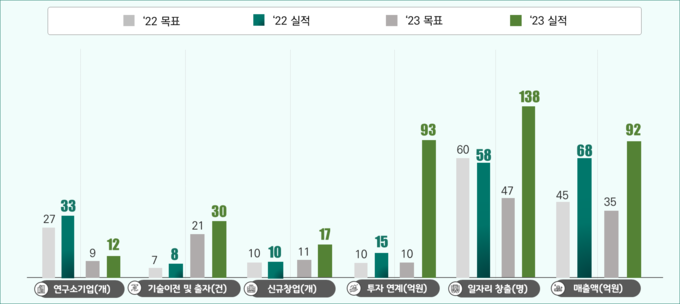 '22 목표 '22 실적 '23 목표 '23 실적
27 33 9 12
7 8 21 30
10 10 11 17
10 15 10 93
60 58 47 138
45 68 35 92
연구소기업(개) 기술이전 및 출자(건) 신규창업(개) 투자 연계(억원) 일자리 창출(명) 매출액(억원)